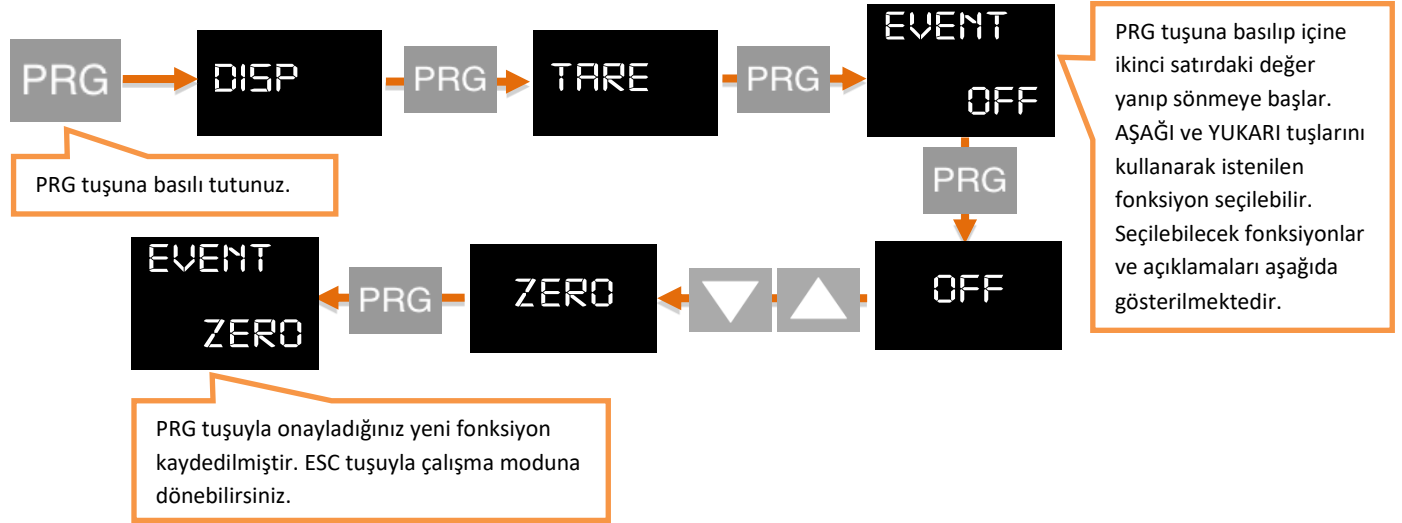 PRG
DISP
PRG
TARE
PRG
EVENT
OFF
PRG tuşuna basılıp içine
ikinci satırdaki değer
yanıp sönmeye başlar.
AŞAĞI ve YUKARI tuşlarını
kullanarak istenilen
fonksiyon seçilebilir.
Seçilebilecek fonksiyonlar
ve açıklamaları aşağıda
gösterilmektedir.
PRG tuşuna basılı tutunuz.
PRG
OFF
ZERO
PRG
EVENT
ZERO
PRG tuşuyla onayladığınız yeni fonksiyon
kaydedilmiştir. ESC tuşuyla çalışma moduna
dönebilirsiniz.